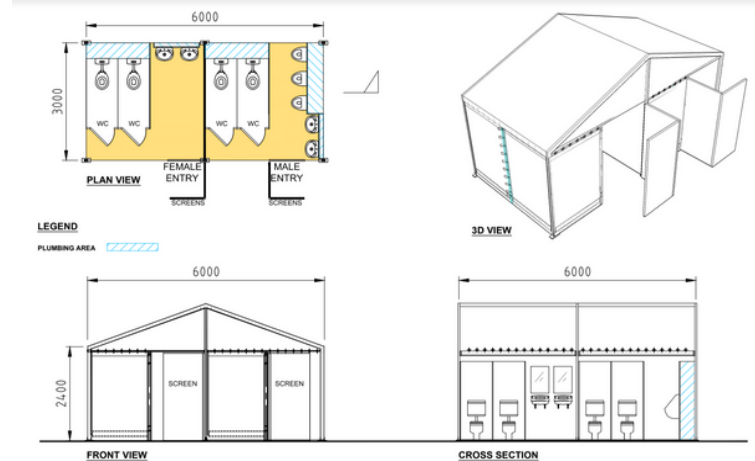 6000
3000
WC
WC
WC
WC
FEMALE
ENTRY
MALE
ENTRY
SCREENS
SCREENS
PLAN VIEW
3D VIEW
LEGEND
PLUMBING AREA
6000
2400
SCREEN
SCREEN
FRONT VIEW
6000
CROSS SECTION